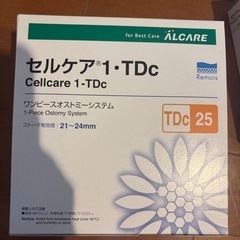 for Best Care ALCARE
セルケア®1・TDc
Cellcare 1-TDc
Remois
ワンピースオストミーシステム
1-Piece Ostomy System
TDc 25
ストーマ有効径：21～24mm